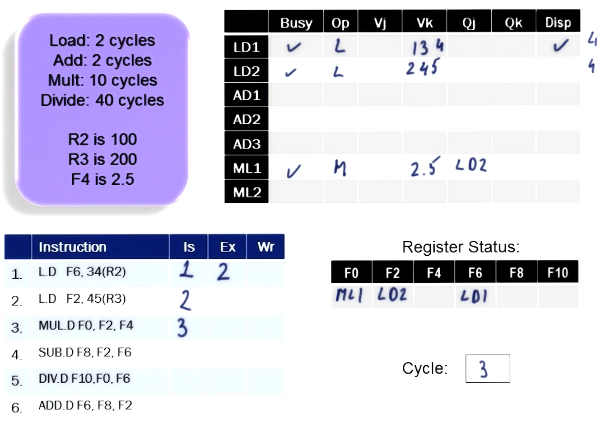 Load: 2 cycles
Add: 2 cycles
Mult: 10 cycles
Divide: 40 cycles
R2 is 100
R3 is 200
F4 is 2.5
Busy Op Vj Vk Qj Qk Disp
LD1 ✓ L 134 ✓ 4
LD2 ✓ L 245 4
AD1
AD2
AD3
ML1 ✓ M 2.5 LD2
ML2
Instruction Is Ex Wr
1. L.D F6, 34(R2) 1 2
2. L.D F2, 45(R3) 2
3. MUL.D F0, F2, F4 3
4. SUB.D F8, F2, F6
5. DIV.D F10,F0, F6
6. ADD.D F6, F8, F2
Register Status:
F0 F2 F4 F6 F8 F10
ML1 LD2 LD1
Cycle: 3